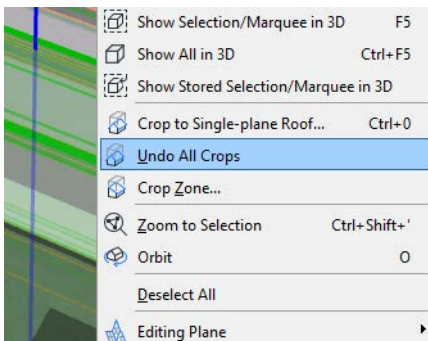 Show Selection/Marquee in 3D F5
Show All in 3D Ctrl+F5
Show Stored Selection/Marquee in 3D
Crop to Single-plane Roof... Ctrl+0
Undo All Crops
Crop Zone...
Zoom to Selection Ctrl+Shift+'
Orbit O
Deselect All
Editing Plane